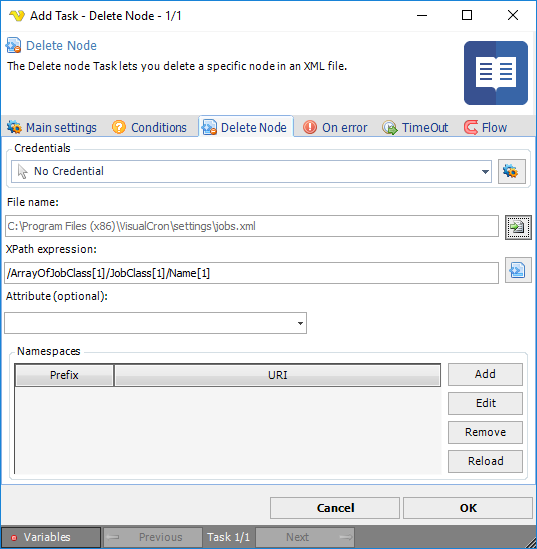 Add Task - Delete Node - 1/1
Delete Node
The Delete node Task lets you delete a specific node in an XML file.
Main settings Conditions Delete Node On error TimeOut Flow
Credentials
No Credential
File name:
C:\Program Files (x86)\VisualCron\settings\jobs.xml
XPath expression:
/ArrayOfJobClass[1]/JobClass[1]/Name[1]
Attribute (optional):
Namespaces
Prefix URI
Add
Edit
Remove
Reload
Cancel OK
Variables Previous Task 1/1 Next